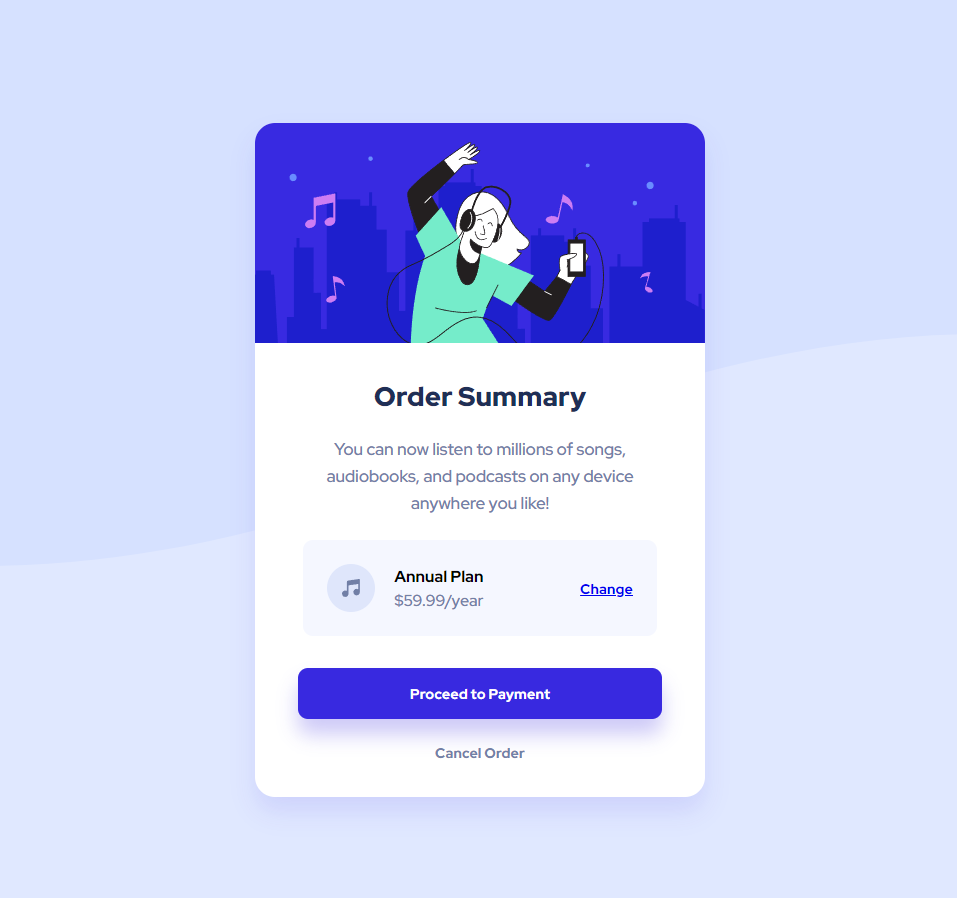 Order Summary
You can now listen to millions of songs,
audiobooks, and podcasts on any device
anywhere you like!
Annual Plan
$59.99/year
Change
Proceed to Payment
Cancel Order